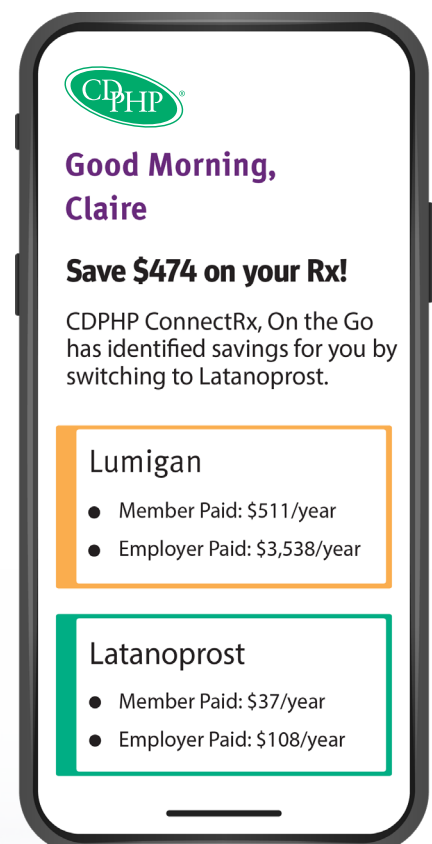 CDPHP®
Good Morning,
Claire
Save $474 on your Rx!
CDPHP ConnectRx, On the Go
has identified savings for you by
switching to Latanoprost.
Lumigan
● Member Paid: $511/year
● Employer Paid: $3,538/year
Latanoprost
● Member Paid: $37/year
● Employer Paid: $108/year